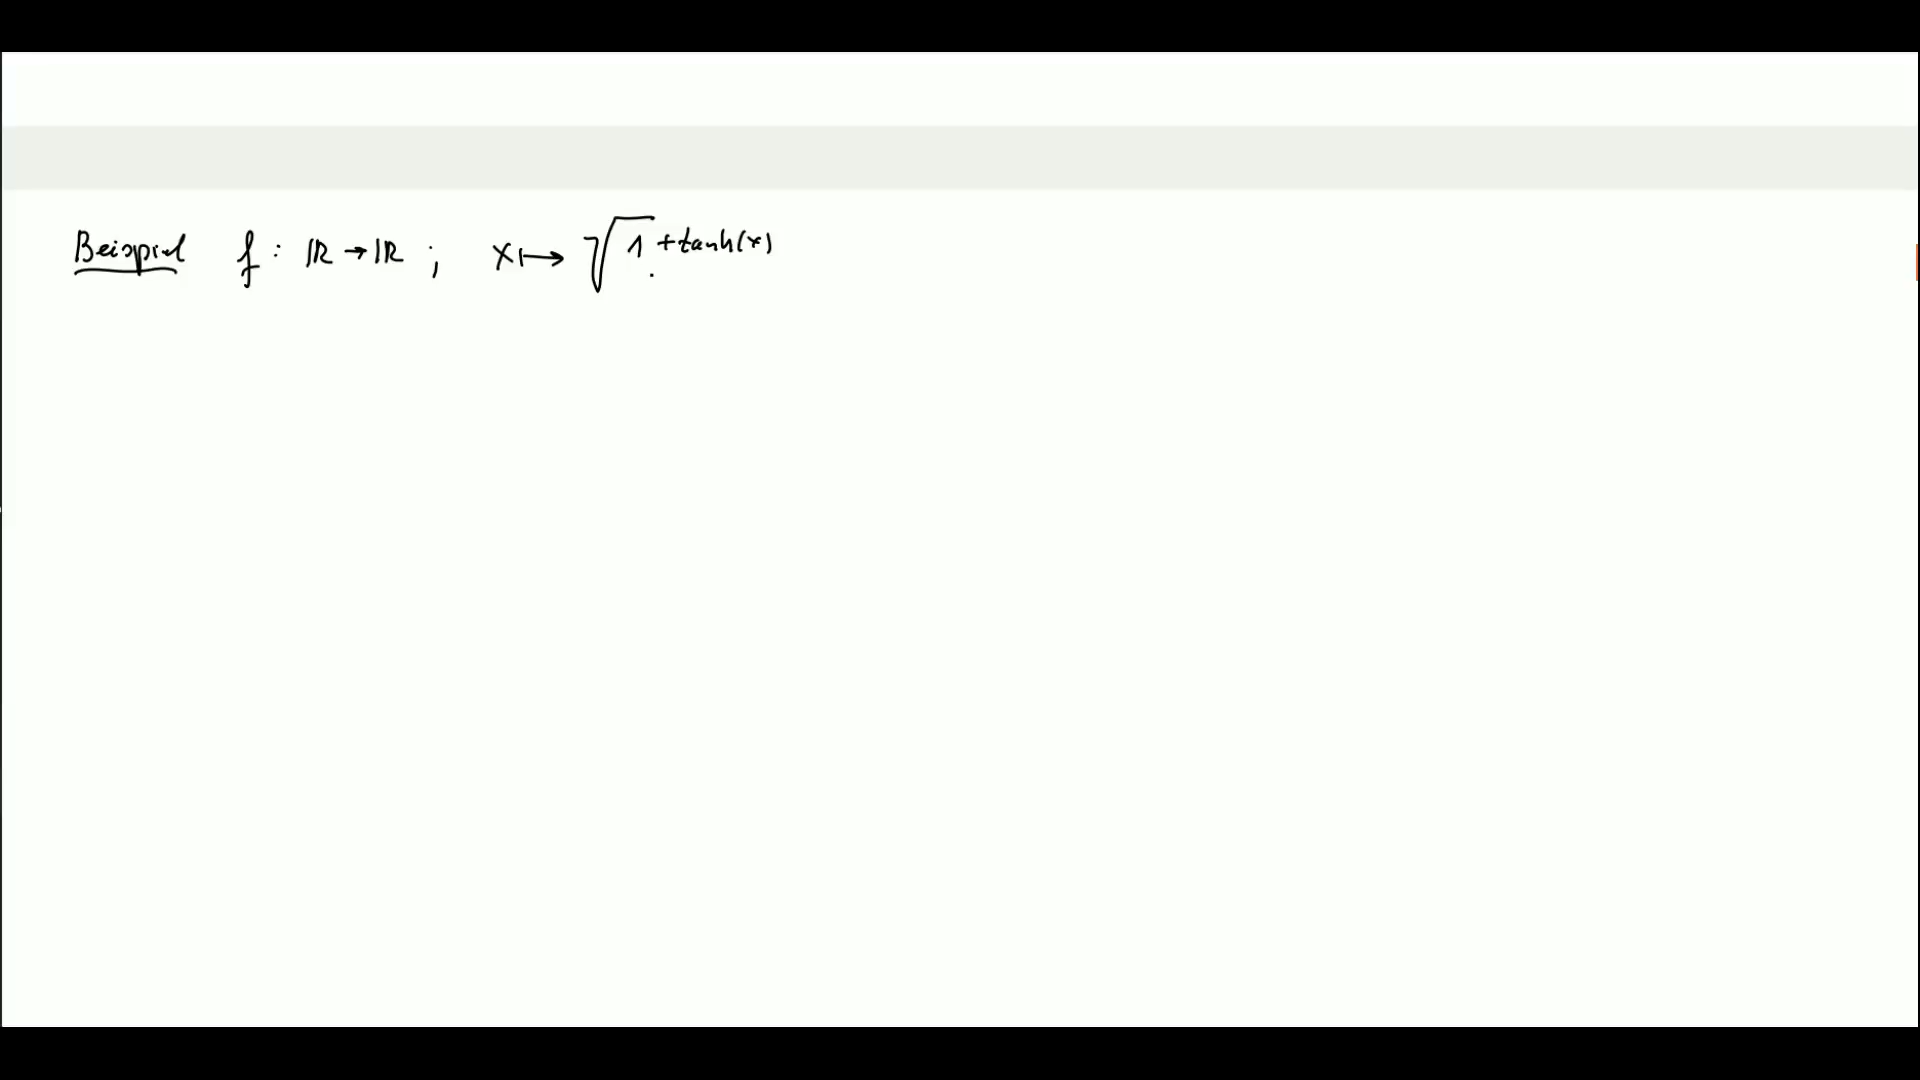 Beispiel f : ℝ → ℝ ; x ↦ √1 + tanh(x)